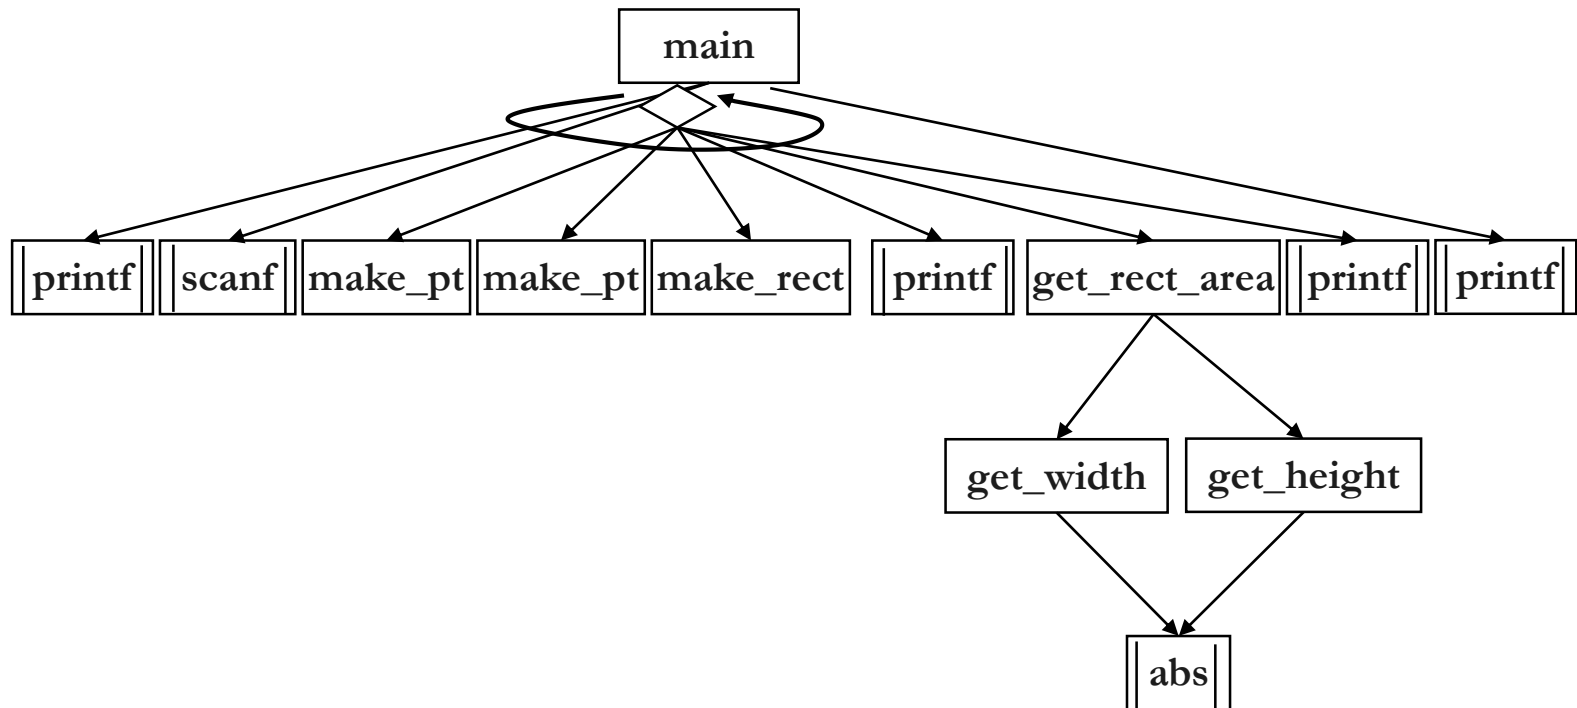 main
printf scanf make_pt make_pt make_rect printf get_rect_area printf printf
get_width get_height
abs